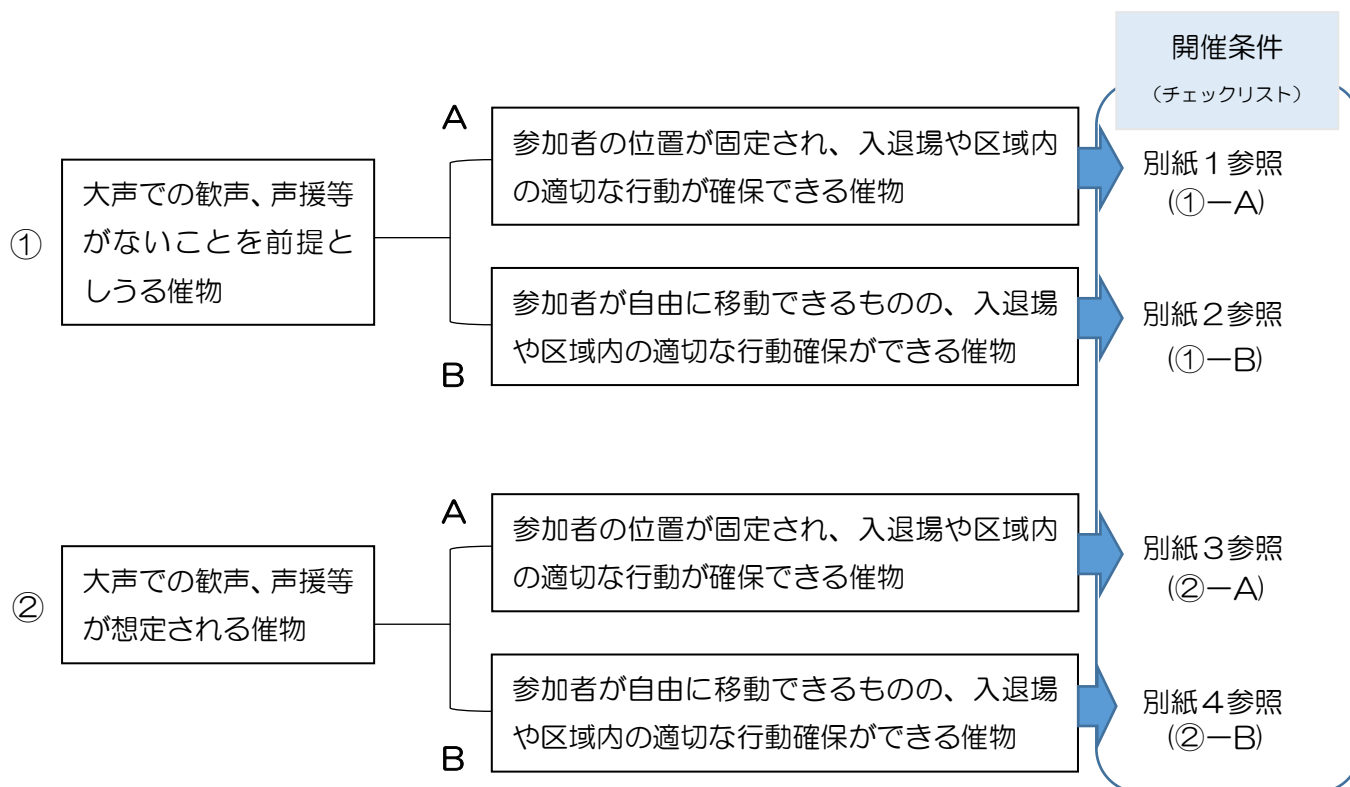 開催条件
（チェックリスト）
①
大声での歓声、声援等
がないことを前提と
しうる催物
A
参加者の位置が固定され、入退場や区域内
の適切な行動が確保できる催物
別紙１参照
(①ーA)
B
参加者が自由に移動できるものの、入退場
や区域内の適切な行動確保ができる催物
別紙２参照
(①ーB)
②
大声での歓声、声援等
が想定される催物
A
参加者の位置が固定され、入退場や区域内
の適切な行動が確保できる催物
別紙３参照
(②ーA)
B
参加者が自由に移動できるものの、入退場
や区域内の適切な行動確保ができる催物
別紙４参照
(②ーB)